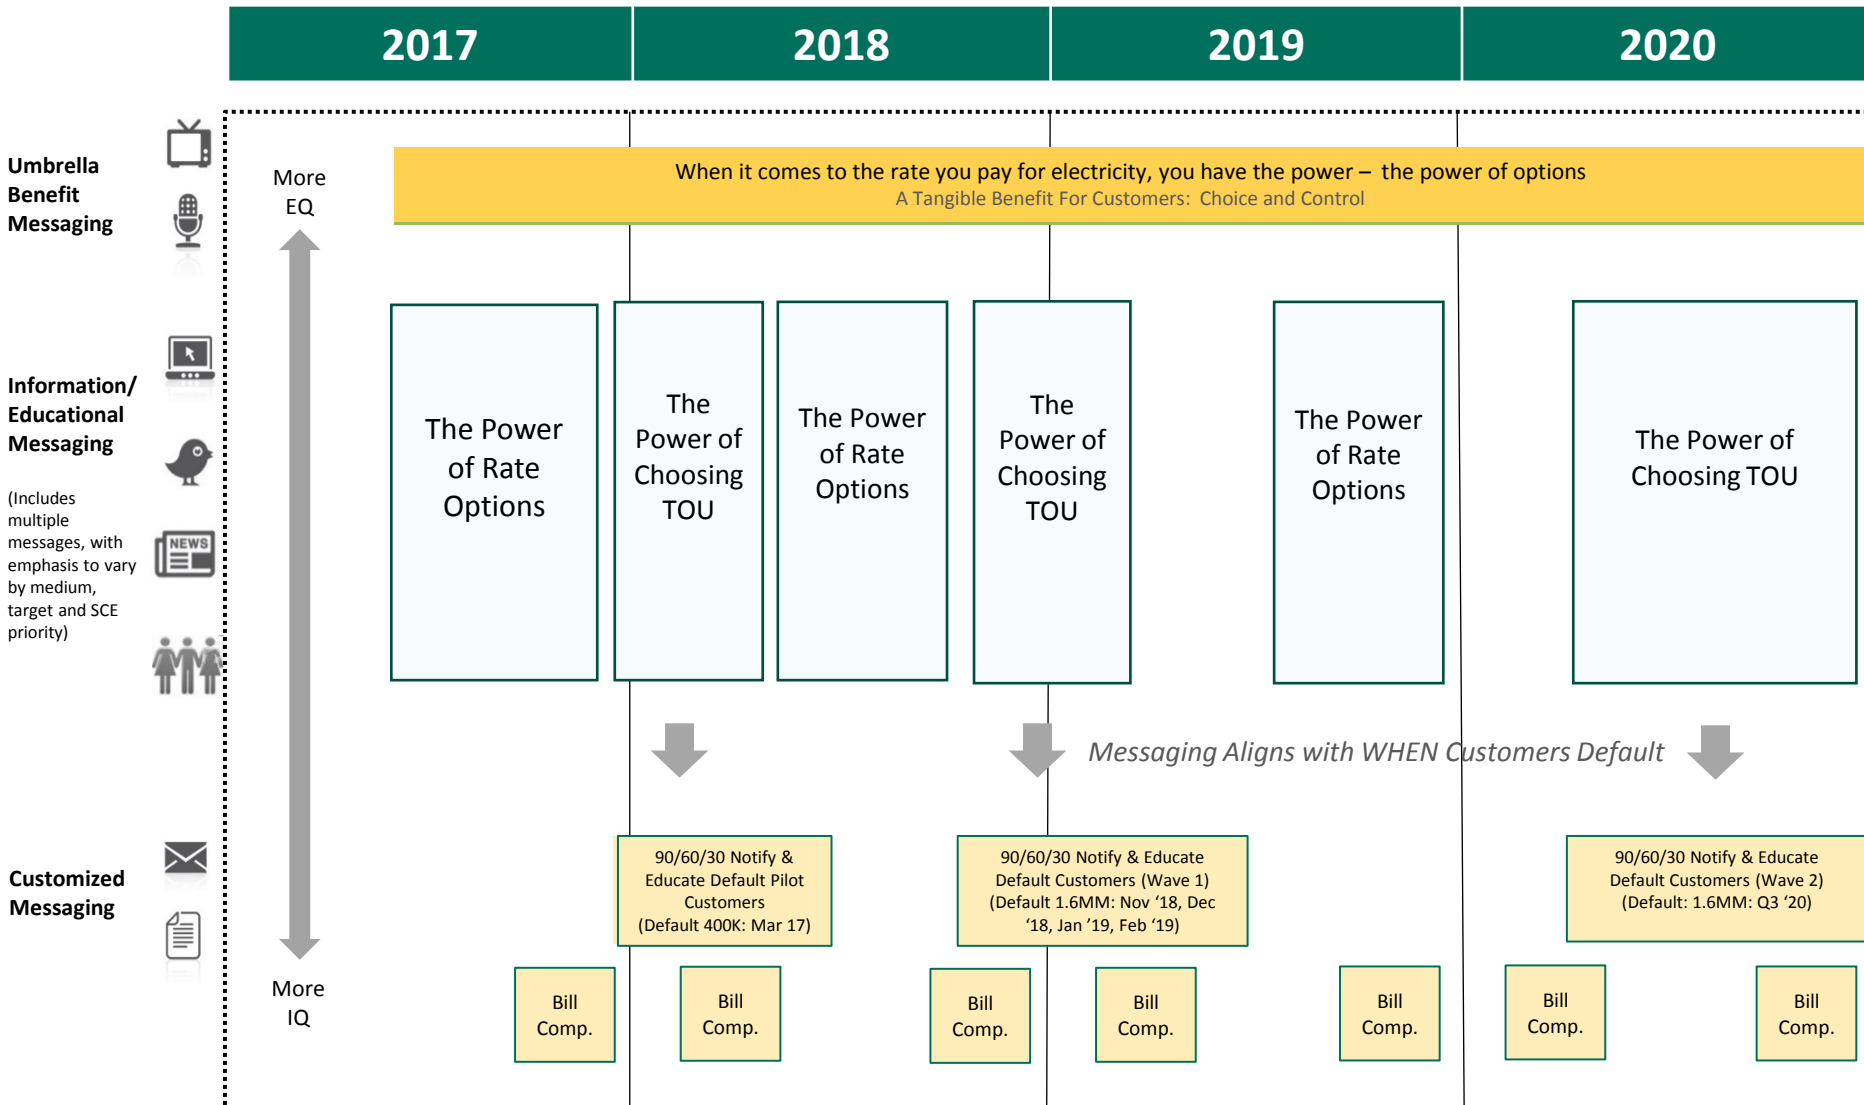 2017
2018
2019
2020
Umbrella
Benefit
Messaging
More
EQ
When it comes to the rate you pay for electricity, you have the power – the power of options
A Tangible Benefit For Customers: Choice and Control
Information/
Educational
Messaging
(Includes
multiple
messages, with
emphasis to vary
by medium,
target and SCE
priority)
NEWS
The Power
of Rate
Options
The
Power of
Choosing
TOU
The Power
of Rate
Options
The
Power of
Choosing
TOU
The Power
of Rate
Options
The Power of
Choosing TOU
Messaging Aligns with WHEN Customers Default
Customized
Messaging
90/60/30 Notify &
Educate Default Pilot
Customers
(Default 400K: Mar 17)
90/60/30 Notify & Educate
Default Customers (Wave 1)
(Default 1.6MM: Nov ‘18, Dec
‘18, Jan ’19, Feb ‘19)
90/60/30 Notify & Educate
Default Customers (Wave 2)
(Default: 1.6MM: Q3 ‘20)
More
IQ
Bill
Comp.
Bill
Comp.
Bill
Comp.
Bill
Comp.
Bill
Comp.
Bill
Comp.
Bill
Comp.